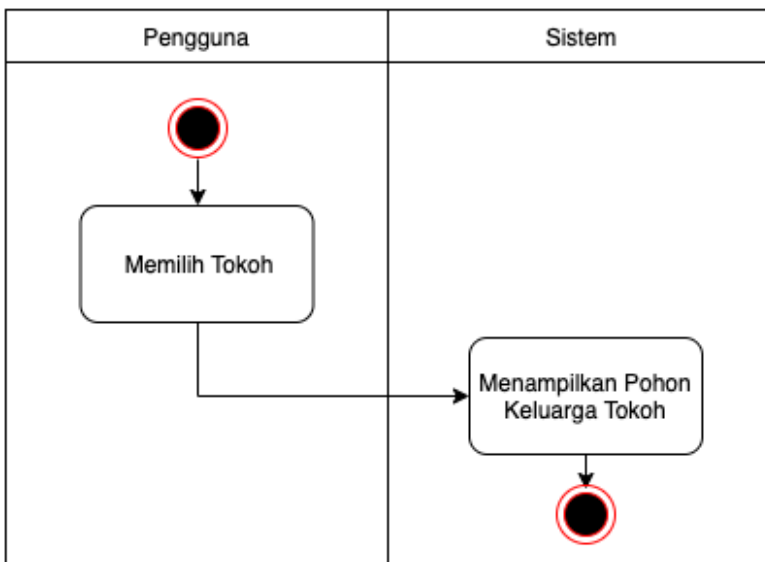 Pengguna
Sistem
Memilih Tokoh
Menampilkan Pohon
Keluarga Tokoh